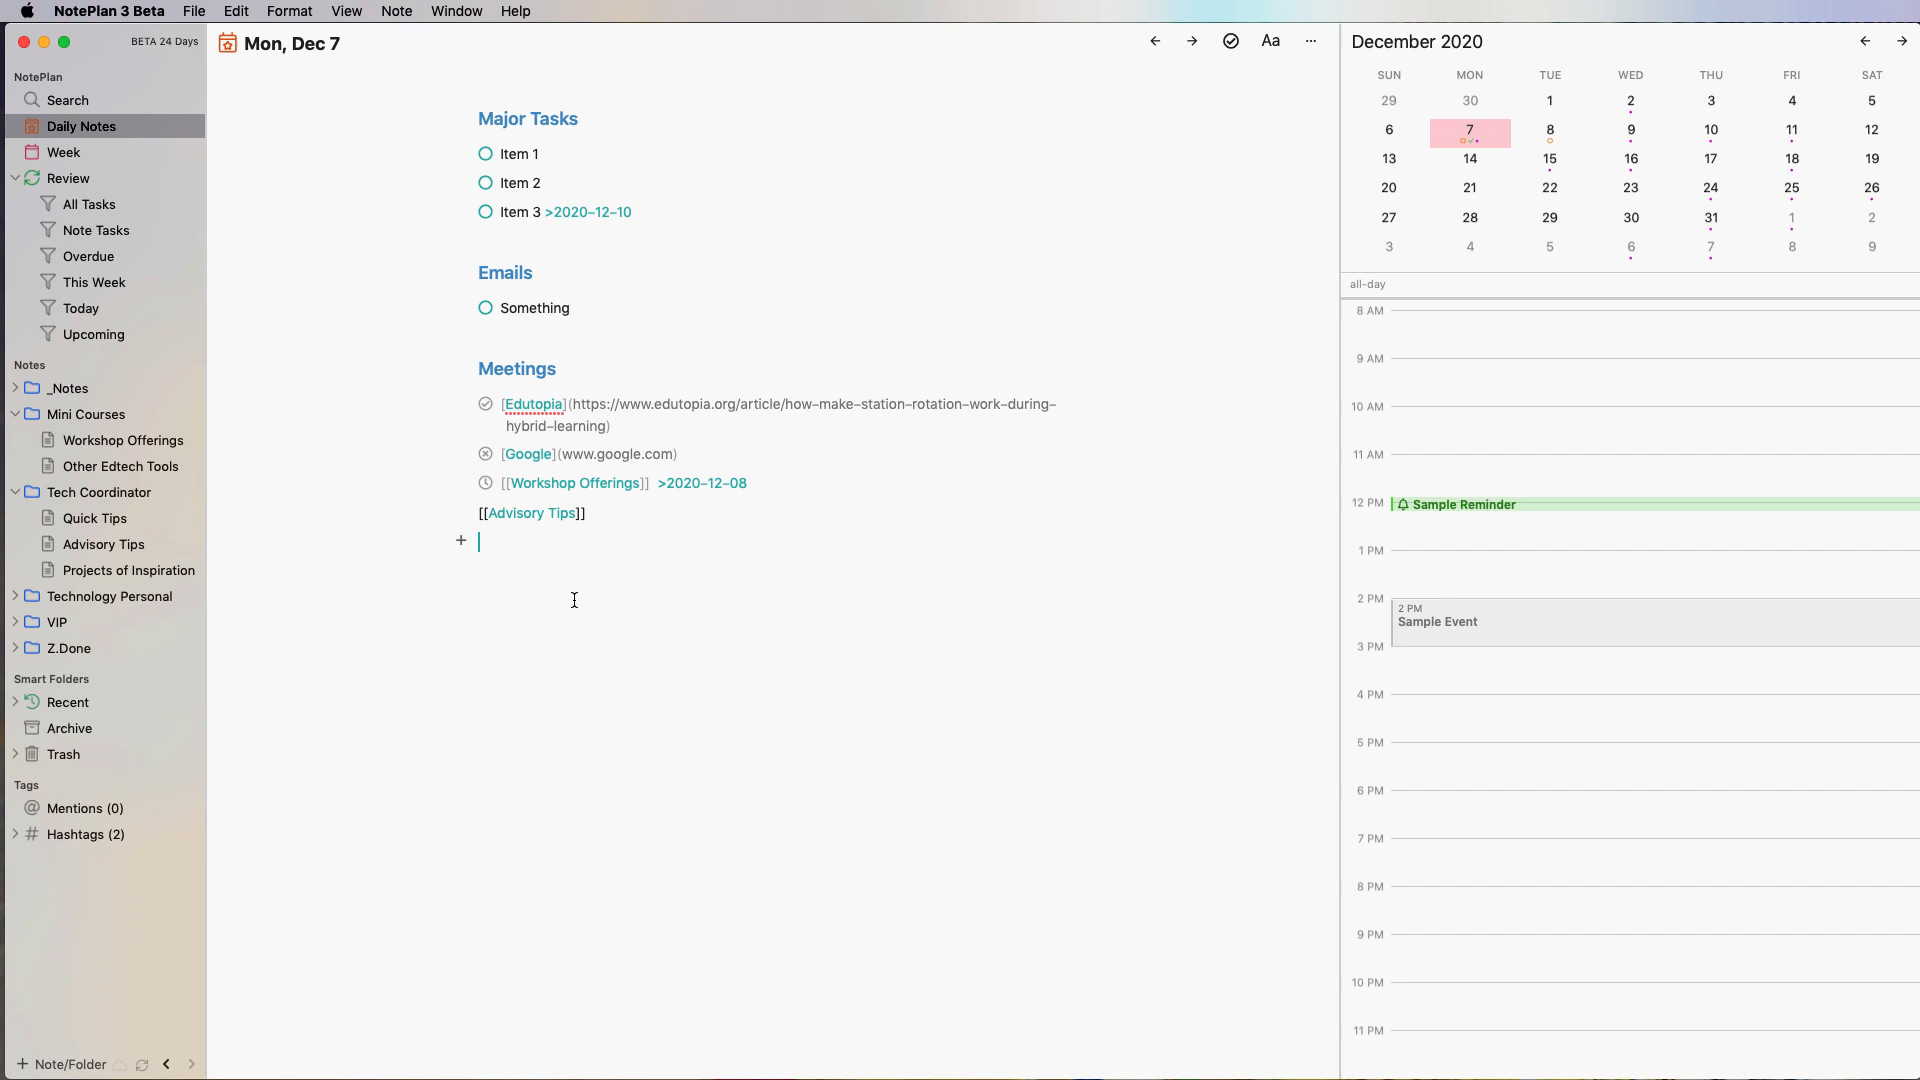 NotePlan 3 Beta File Edit Format View Note Window Help
BETA 24 Days
NotePlan
Search
Daily Notes
Week
Review
All Tasks
Note Tasks
Overdue
This Week
Today
Upcoming
Notes
_Notes
Mini Courses
Workshop Offerings
Other Edtech Tools
Tech Coordinator
Quick Tips
Advisory Tips
Projects of Inspiration
Technology Personal
VIP
Z.Done
Smart Folders
Recent
Archive
Trash
Tags
@ Mentions (0)
# Hashtags (2)
+ Note/Folder
Mon, Dec 7
Aa ...
Major Tasks
Item 1
Item 2
Item 3 >2020-12-10
Emails
Something
Meetings
[Edutopia](https://www.edutopia.org/article/how-make-station-rotation-work-during-
hybrid-learning)
[Google](www.google.com)
[[Workshop Offerings]] >2020-12-08
[[Advisory Tips]]
+
December 2020
SUN MON TUE WED THU FRI SAT
29 30 1 2 3 4 5
6 7 8 9 10 11 12
13 14 15 16 17 18 19
20 21 22 23 24 25 26
27 28 29 30 31 1 2
3 4 5 6 7 8 9
all-day
8 AM
9 AM
10 AM
11 AM
12 PM Sample Reminder
1 PM
2 PM
2 PM
Sample Event
3 PM
4 PM
5 PM
6 PM
7 PM
8 PM
9 PM
10 PM
11 PM